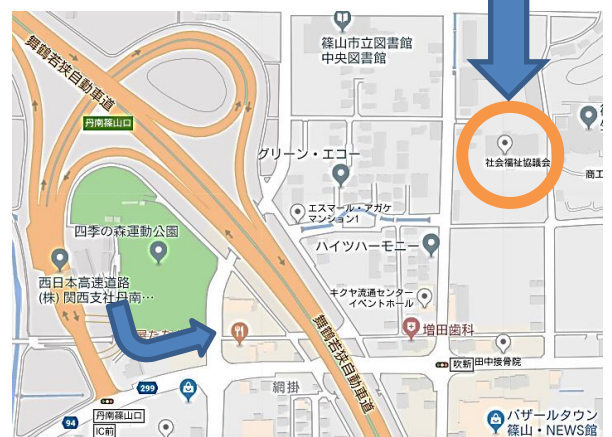 舞鶴若狭自動車道
篠山市立図書館
中央図書館
丹南篠山口
グリーン・エコー
社会福祉協議会
商工
エスマール・アガケ
マンション1
四季の森運動公園
ハイツハーモニー
西日本高速道路
(株) 関西支社丹南…
キクヤ流通センター
イベントホール
増田歯科
舞鶴若狭自動車道
吹新
田中接骨院
網掛
299
94
丹南篠山口
IC前
バザールタウン
篠山・NEWS館